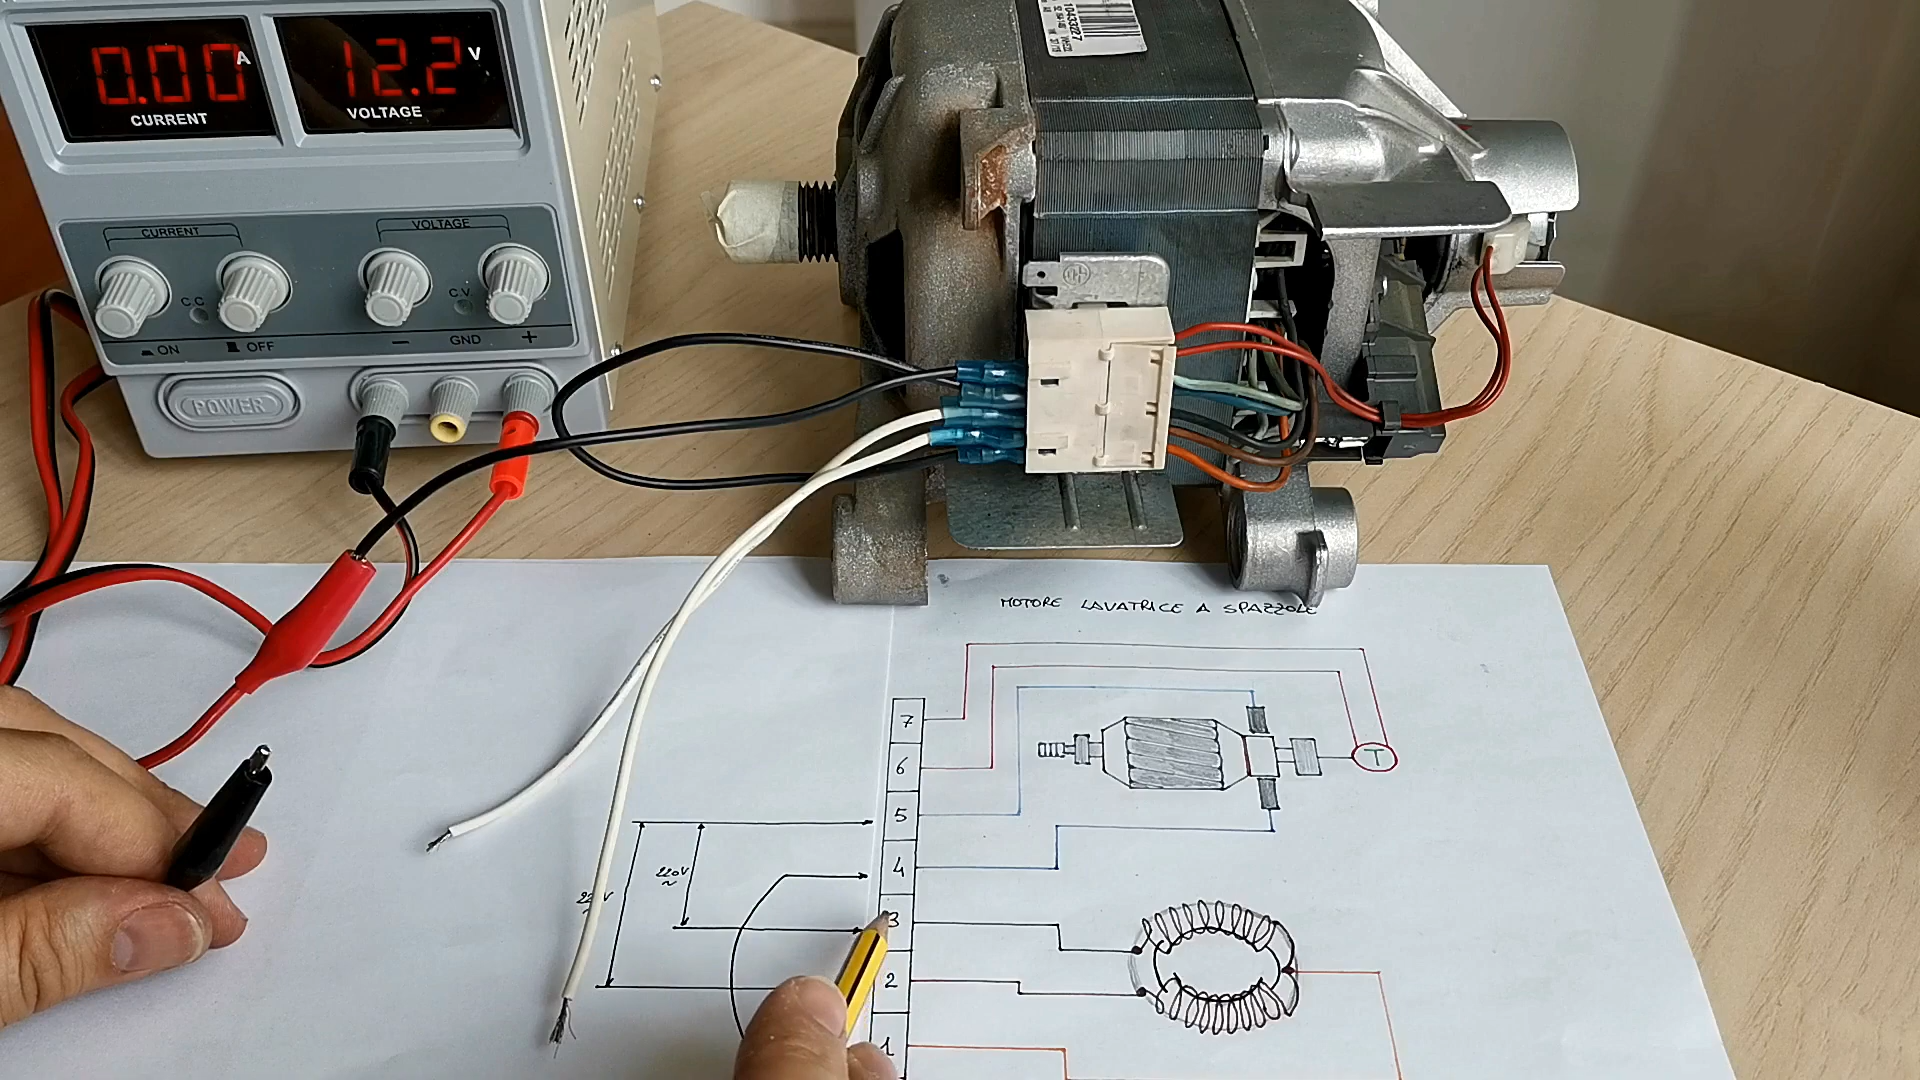 0.00 A
CURRENT
12.2 V
VOLTAGE
CURRENT
VOLTAGE
C.C
C.V
ON
OFF
−
GND
+
POWER
10433227
MOTORE LAVATRICE A SPAZZOLE
7
6
5
4
3
2
1
T
220V
~